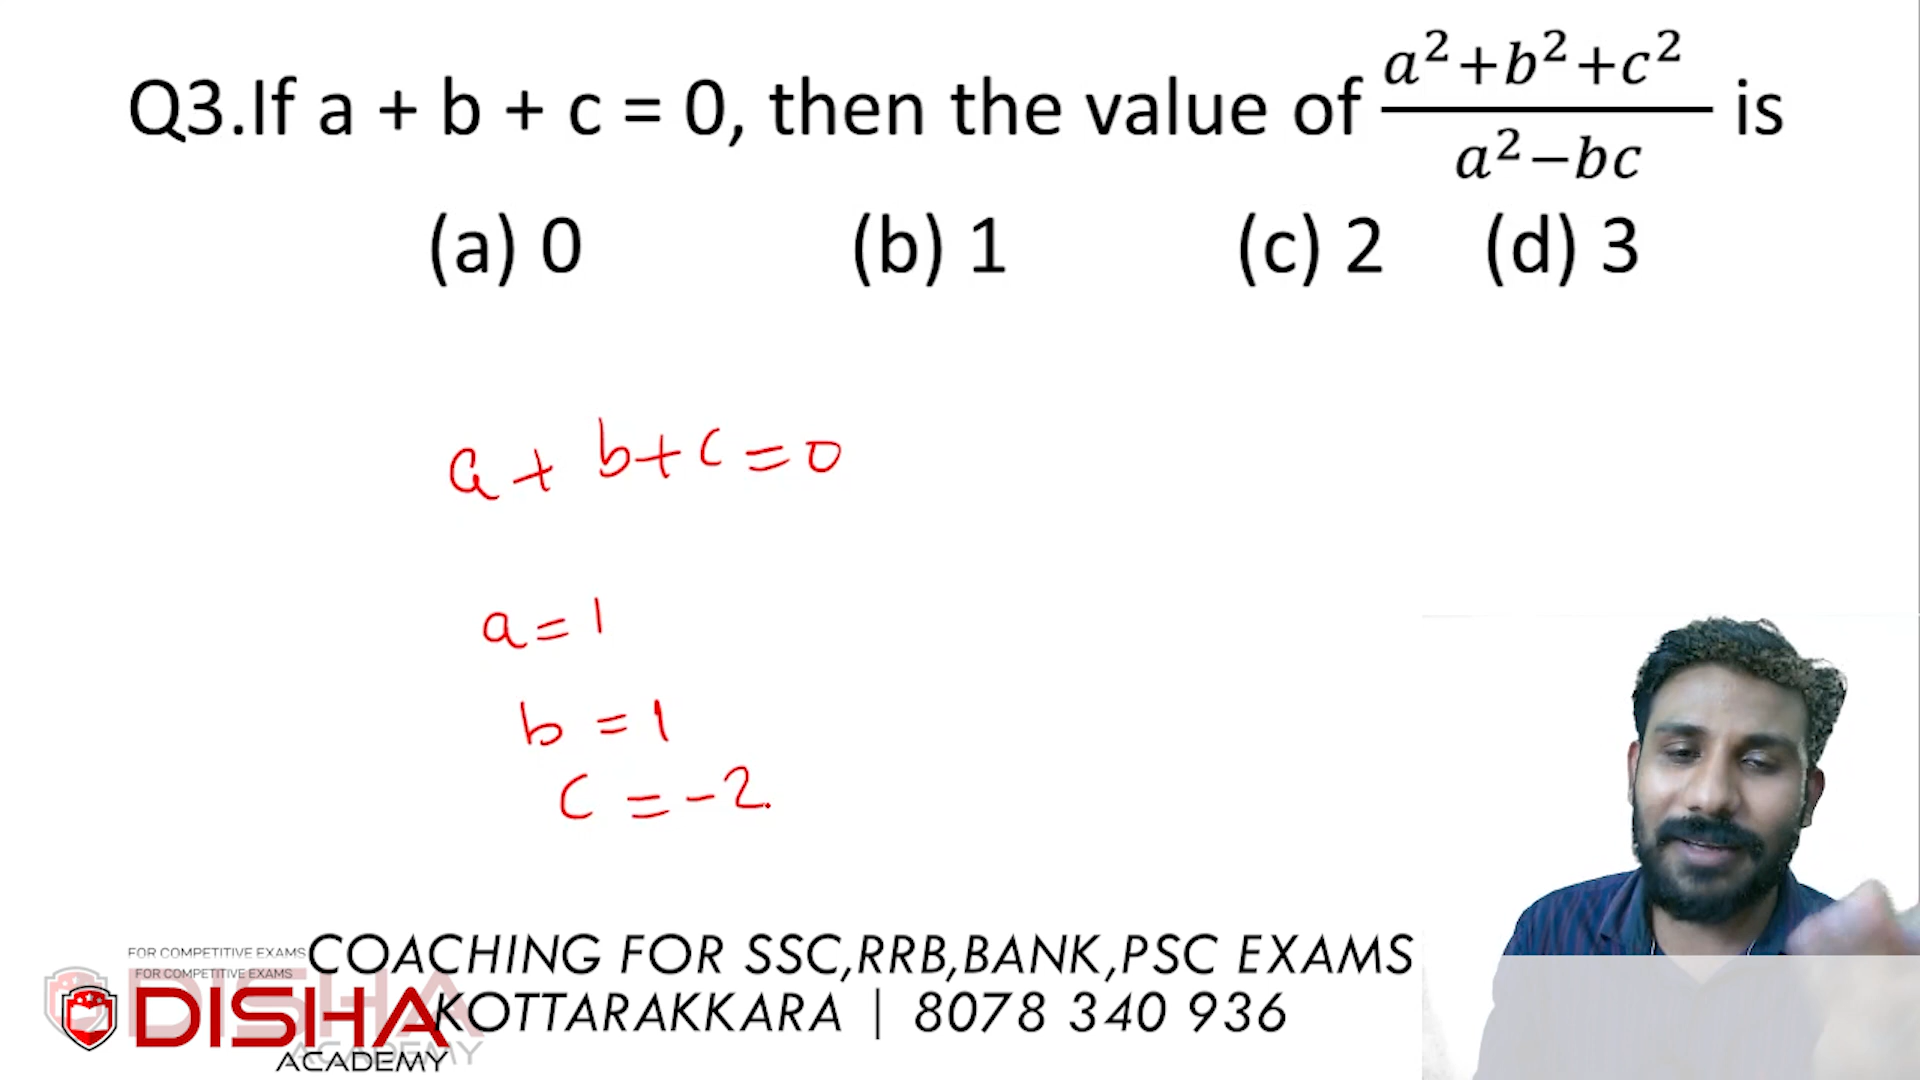 Q3.If a + b + c = 0, then the value of \frac{a²+b²+c²}{a²−bc} is
(a) 0 (b) 1 (c) 2 (d) 3
a + b + c = 0
a = 1
b = 1
c = -2
FOR COMPETITIVE EXAMS
FOR COMPETITIVE EXAMS
COACHING FOR SSC,RRB,BANK,PSC EXAMS
DISHA
ACADEMY
KOTTARAKKARA | 8078 340 936